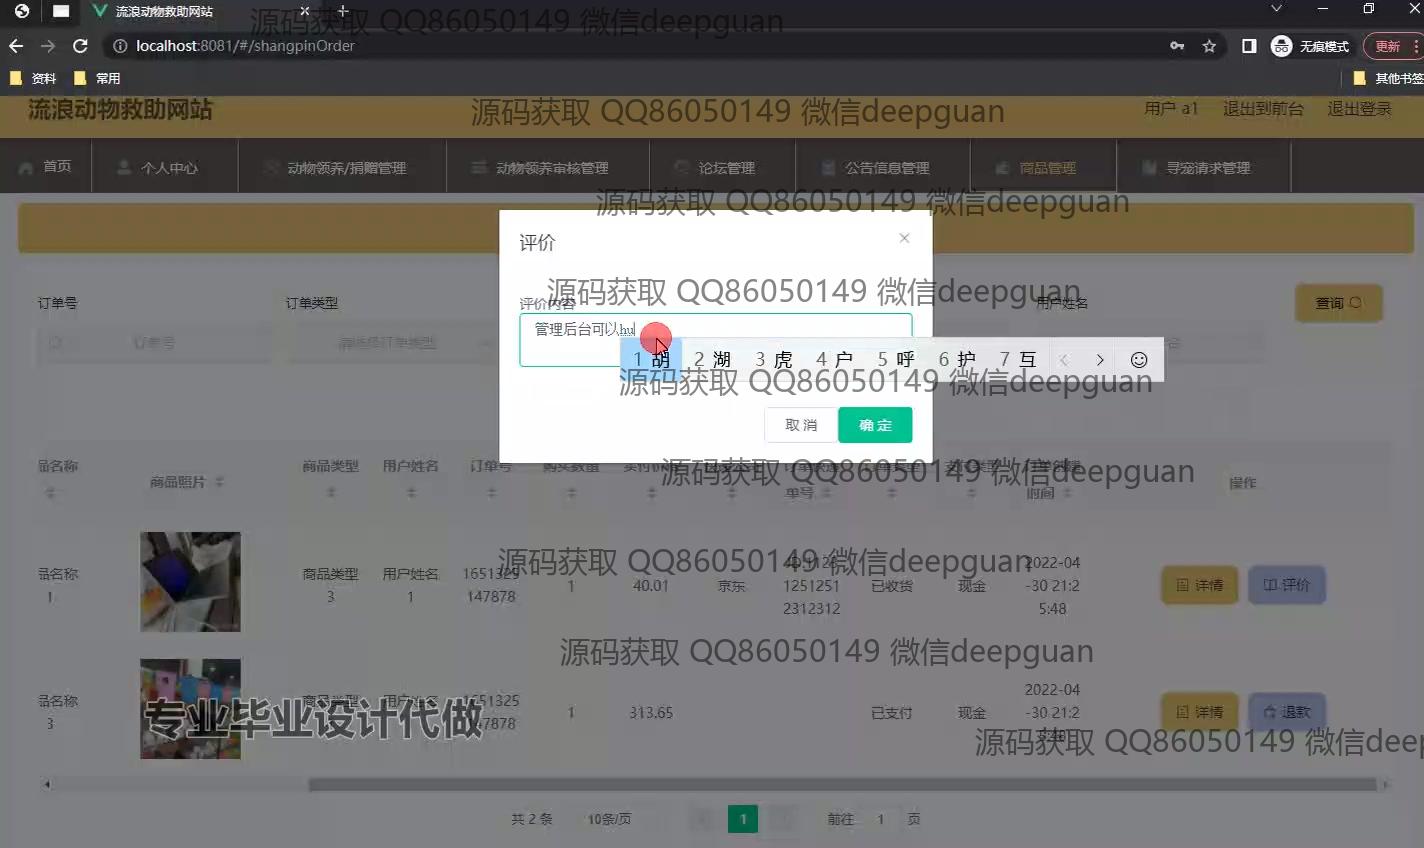 流浪动物救助网站
源码获取 QQ86050149 微信deepguan
localhost:8081/#/shangpinOrder
无痕模式
更新
资料
常用
其他书签
流浪动物救助网站
源码获取 QQ86050149 微信deepguan
用户 a1
退出到前台
退出登录
首页
个人中心
动物领养/捐赠管理
动物领养审核管理
论坛管理
公告信息管理
商品管理
寻宠请求管理
源码获取 QQ86050149 微信deepguan
评价
源码获取 QQ86050149 微信deepguan
评价内容
订单号
订单类型
用户姓名
查询
管理后台可以hu
订单号
1 胡 2 湖 3 虎 4 户 5 呼 6 护 7 互
源码获取 QQ86050149 微信deepguan
取消
确定
品名称
商品照片
商品类型
用户姓名
订单号
购买数量
单号
时间
操作
源码获取 QQ86050149 微信deepguan
源码获取 QQ86050149 微信deepguan
品名称
1
商品类型
3
用户姓名
1
1651329
147878
1
40.01
京东
1251251
2312312
已收货
现金
2022-04
-30 21:2
5:48
详情
评价
源码获取 QQ86050149 微信deepguan
品名称
3
商品类型
用户姓名
1651325
147878
1
313.65
已支付
现金
2022-04
-30 21:2
详情
退款
专业毕业设计代做
源码获取 QQ86050149 微信deep
共 2 条
10条/页
1
前往
1
页